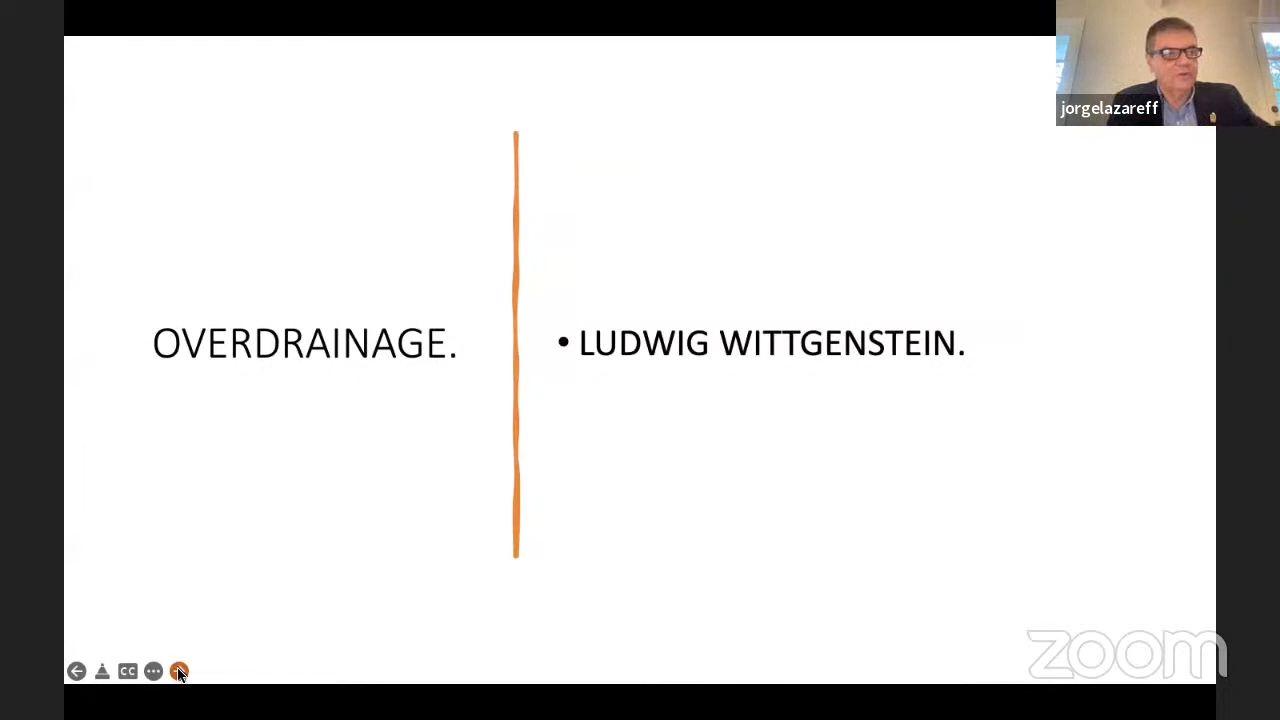 jorgelazareff
OVERDRAINAGE.
• LUDWIG WITTGENSTEIN.
CC
zoom